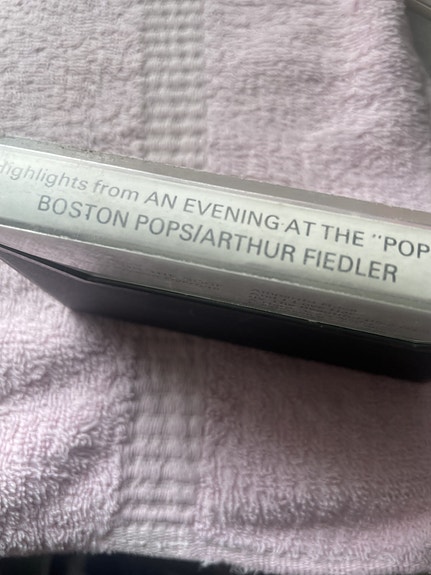 Highlights from AN EVENING AT THE "POP
BOSTON POPS/ARTHUR FIEDLER